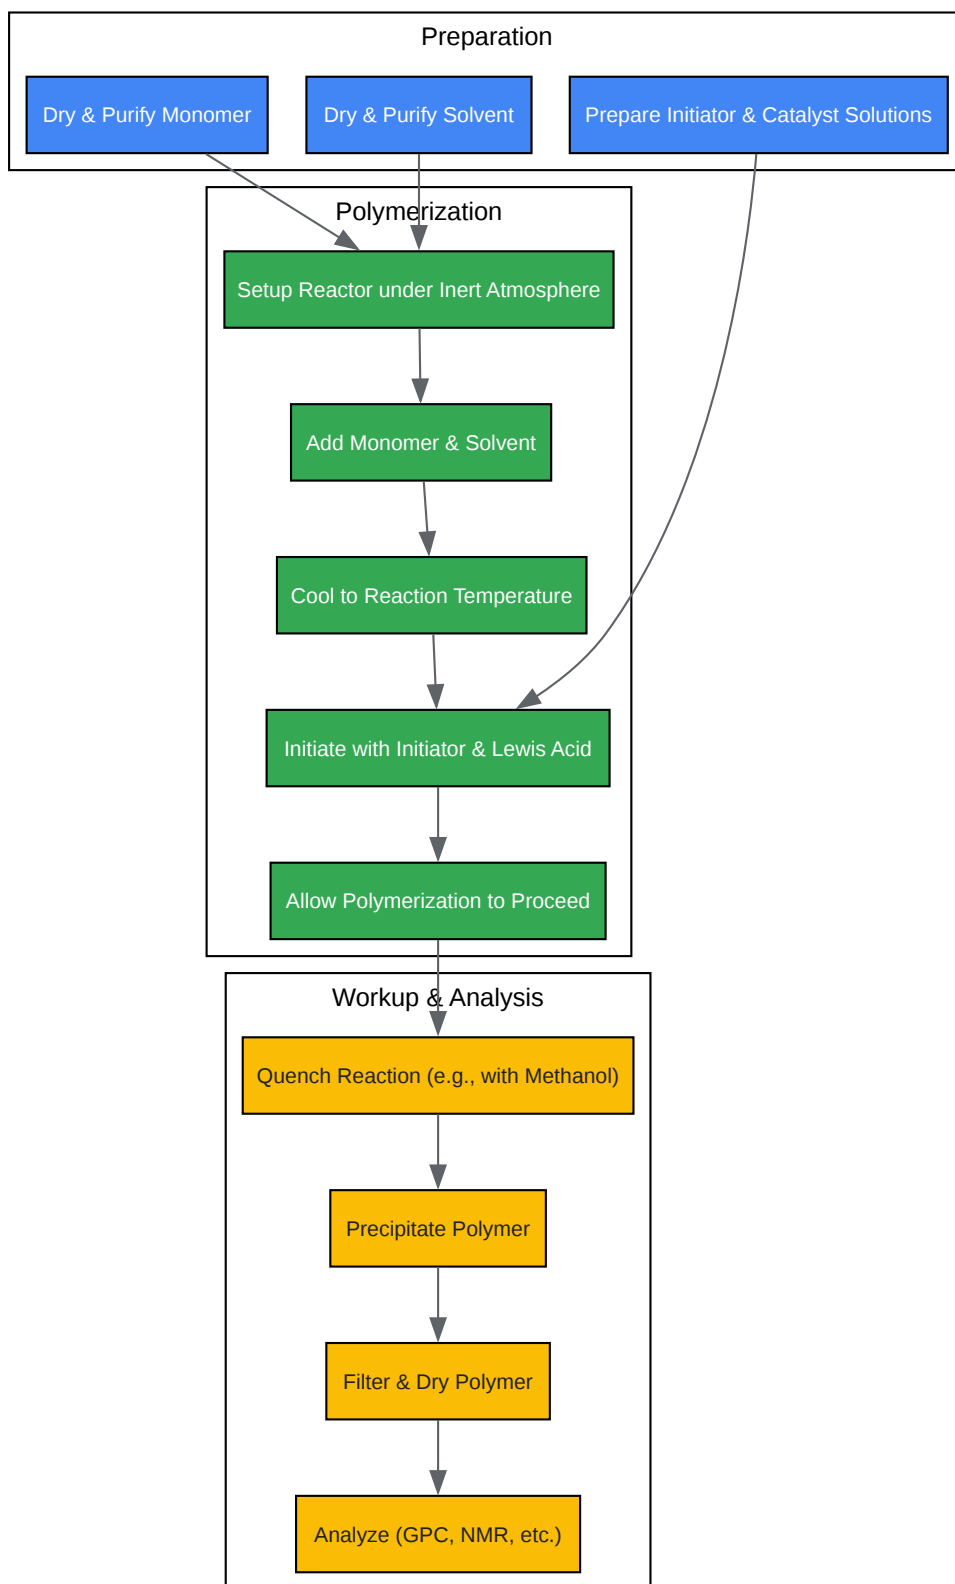 Preparation
Dry & Purify Monomer
Dry & Purify Solvent
Prepare Initiator & Catalyst Solutions
Polymerization
Setup Reactor under Inert Atmosphere
Add Monomer & Solvent
Cool to Reaction Temperature
Initiate with Initiator & Lewis Acid
Allow Polymerization to Proceed
Workup & Analysis
Quench Reaction (e.g., with Methanol)
Precipitate Polymer
Filter & Dry Polymer
Analyze (GPC, NMR, etc.)